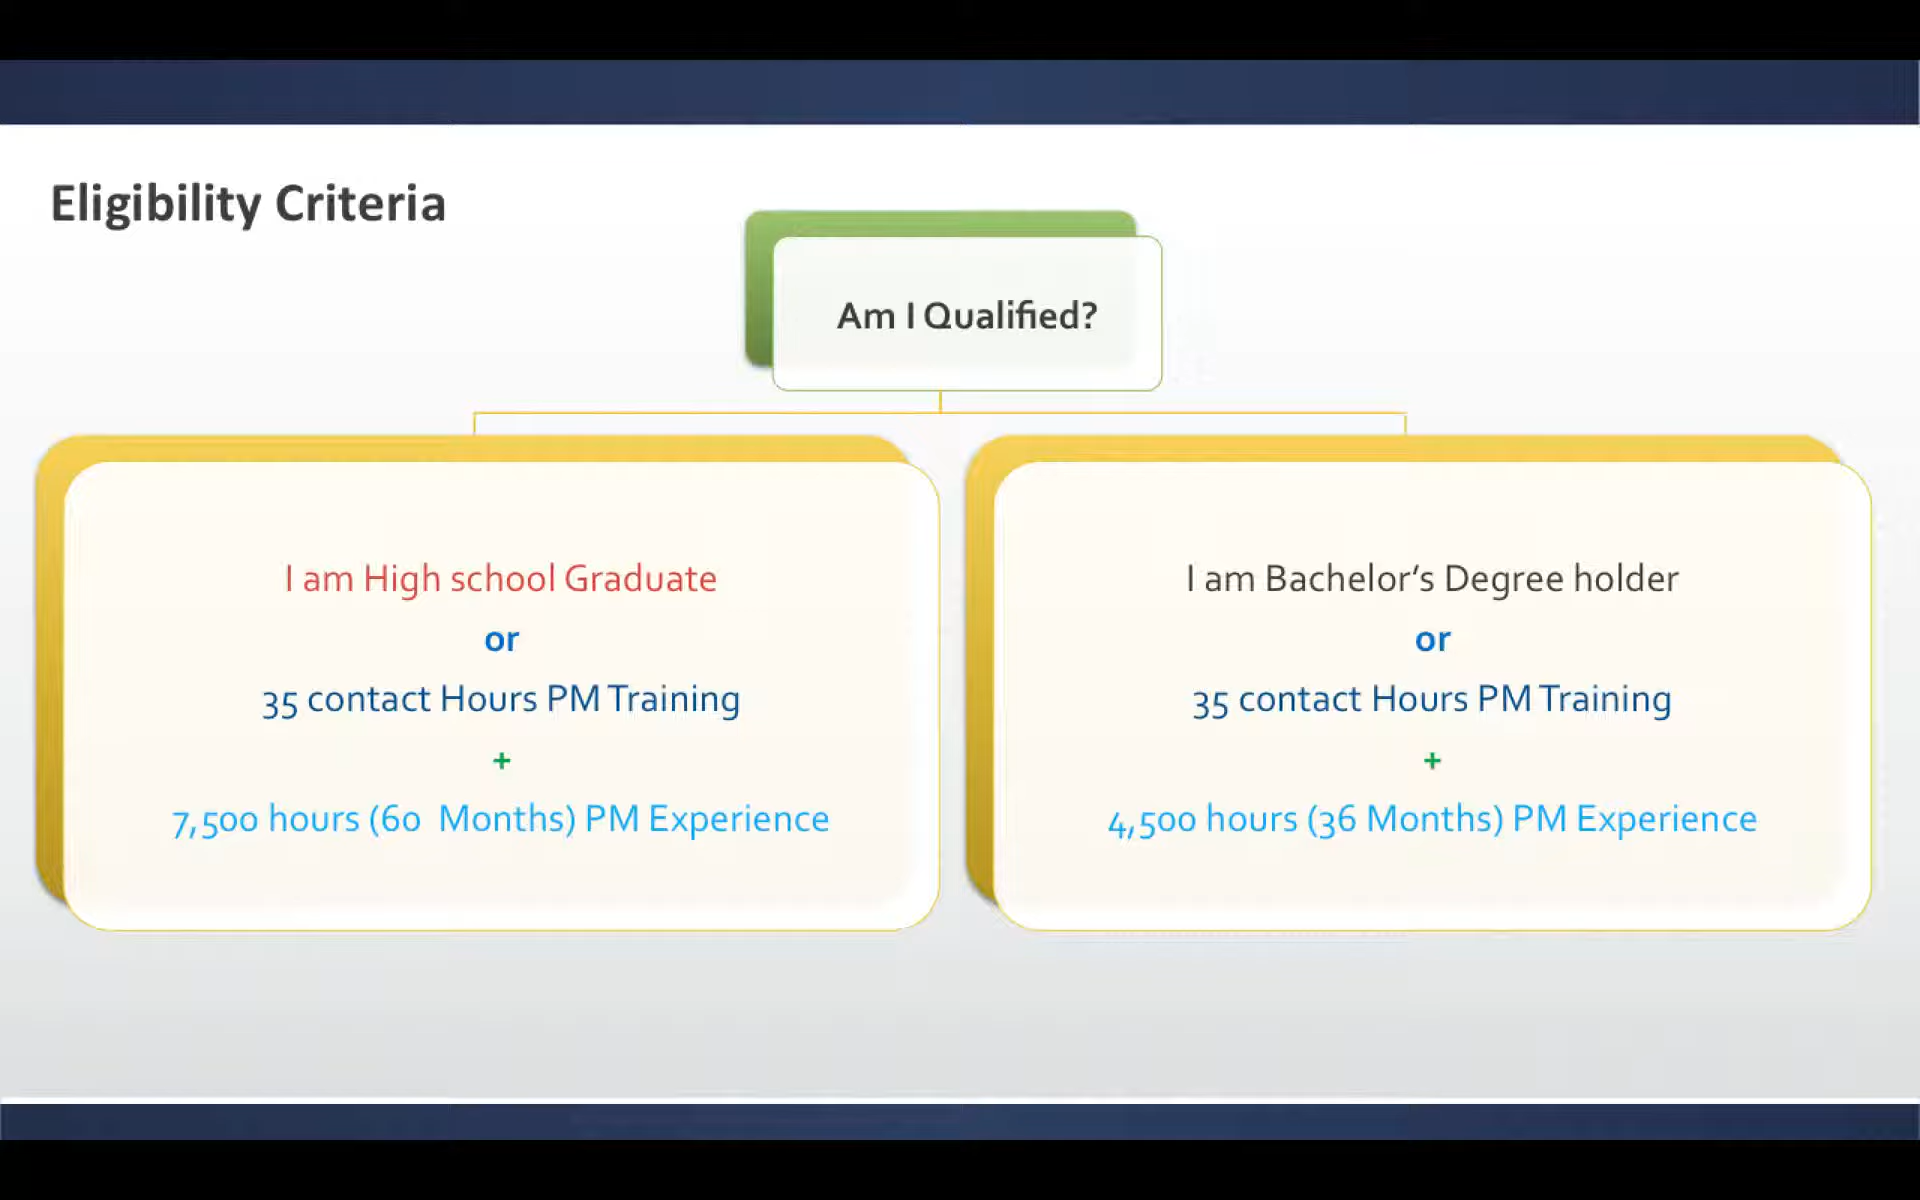 Eligibility Criteria
Am I Qualified?
I am High school Graduate
or
35 contact Hours PM Training
+
7,500 hours (60  Months) PM Experience
I am Bachelor’s Degree holder
or
35 contact Hours PM Training
+
4,500 hours (36 Months) PM Experience